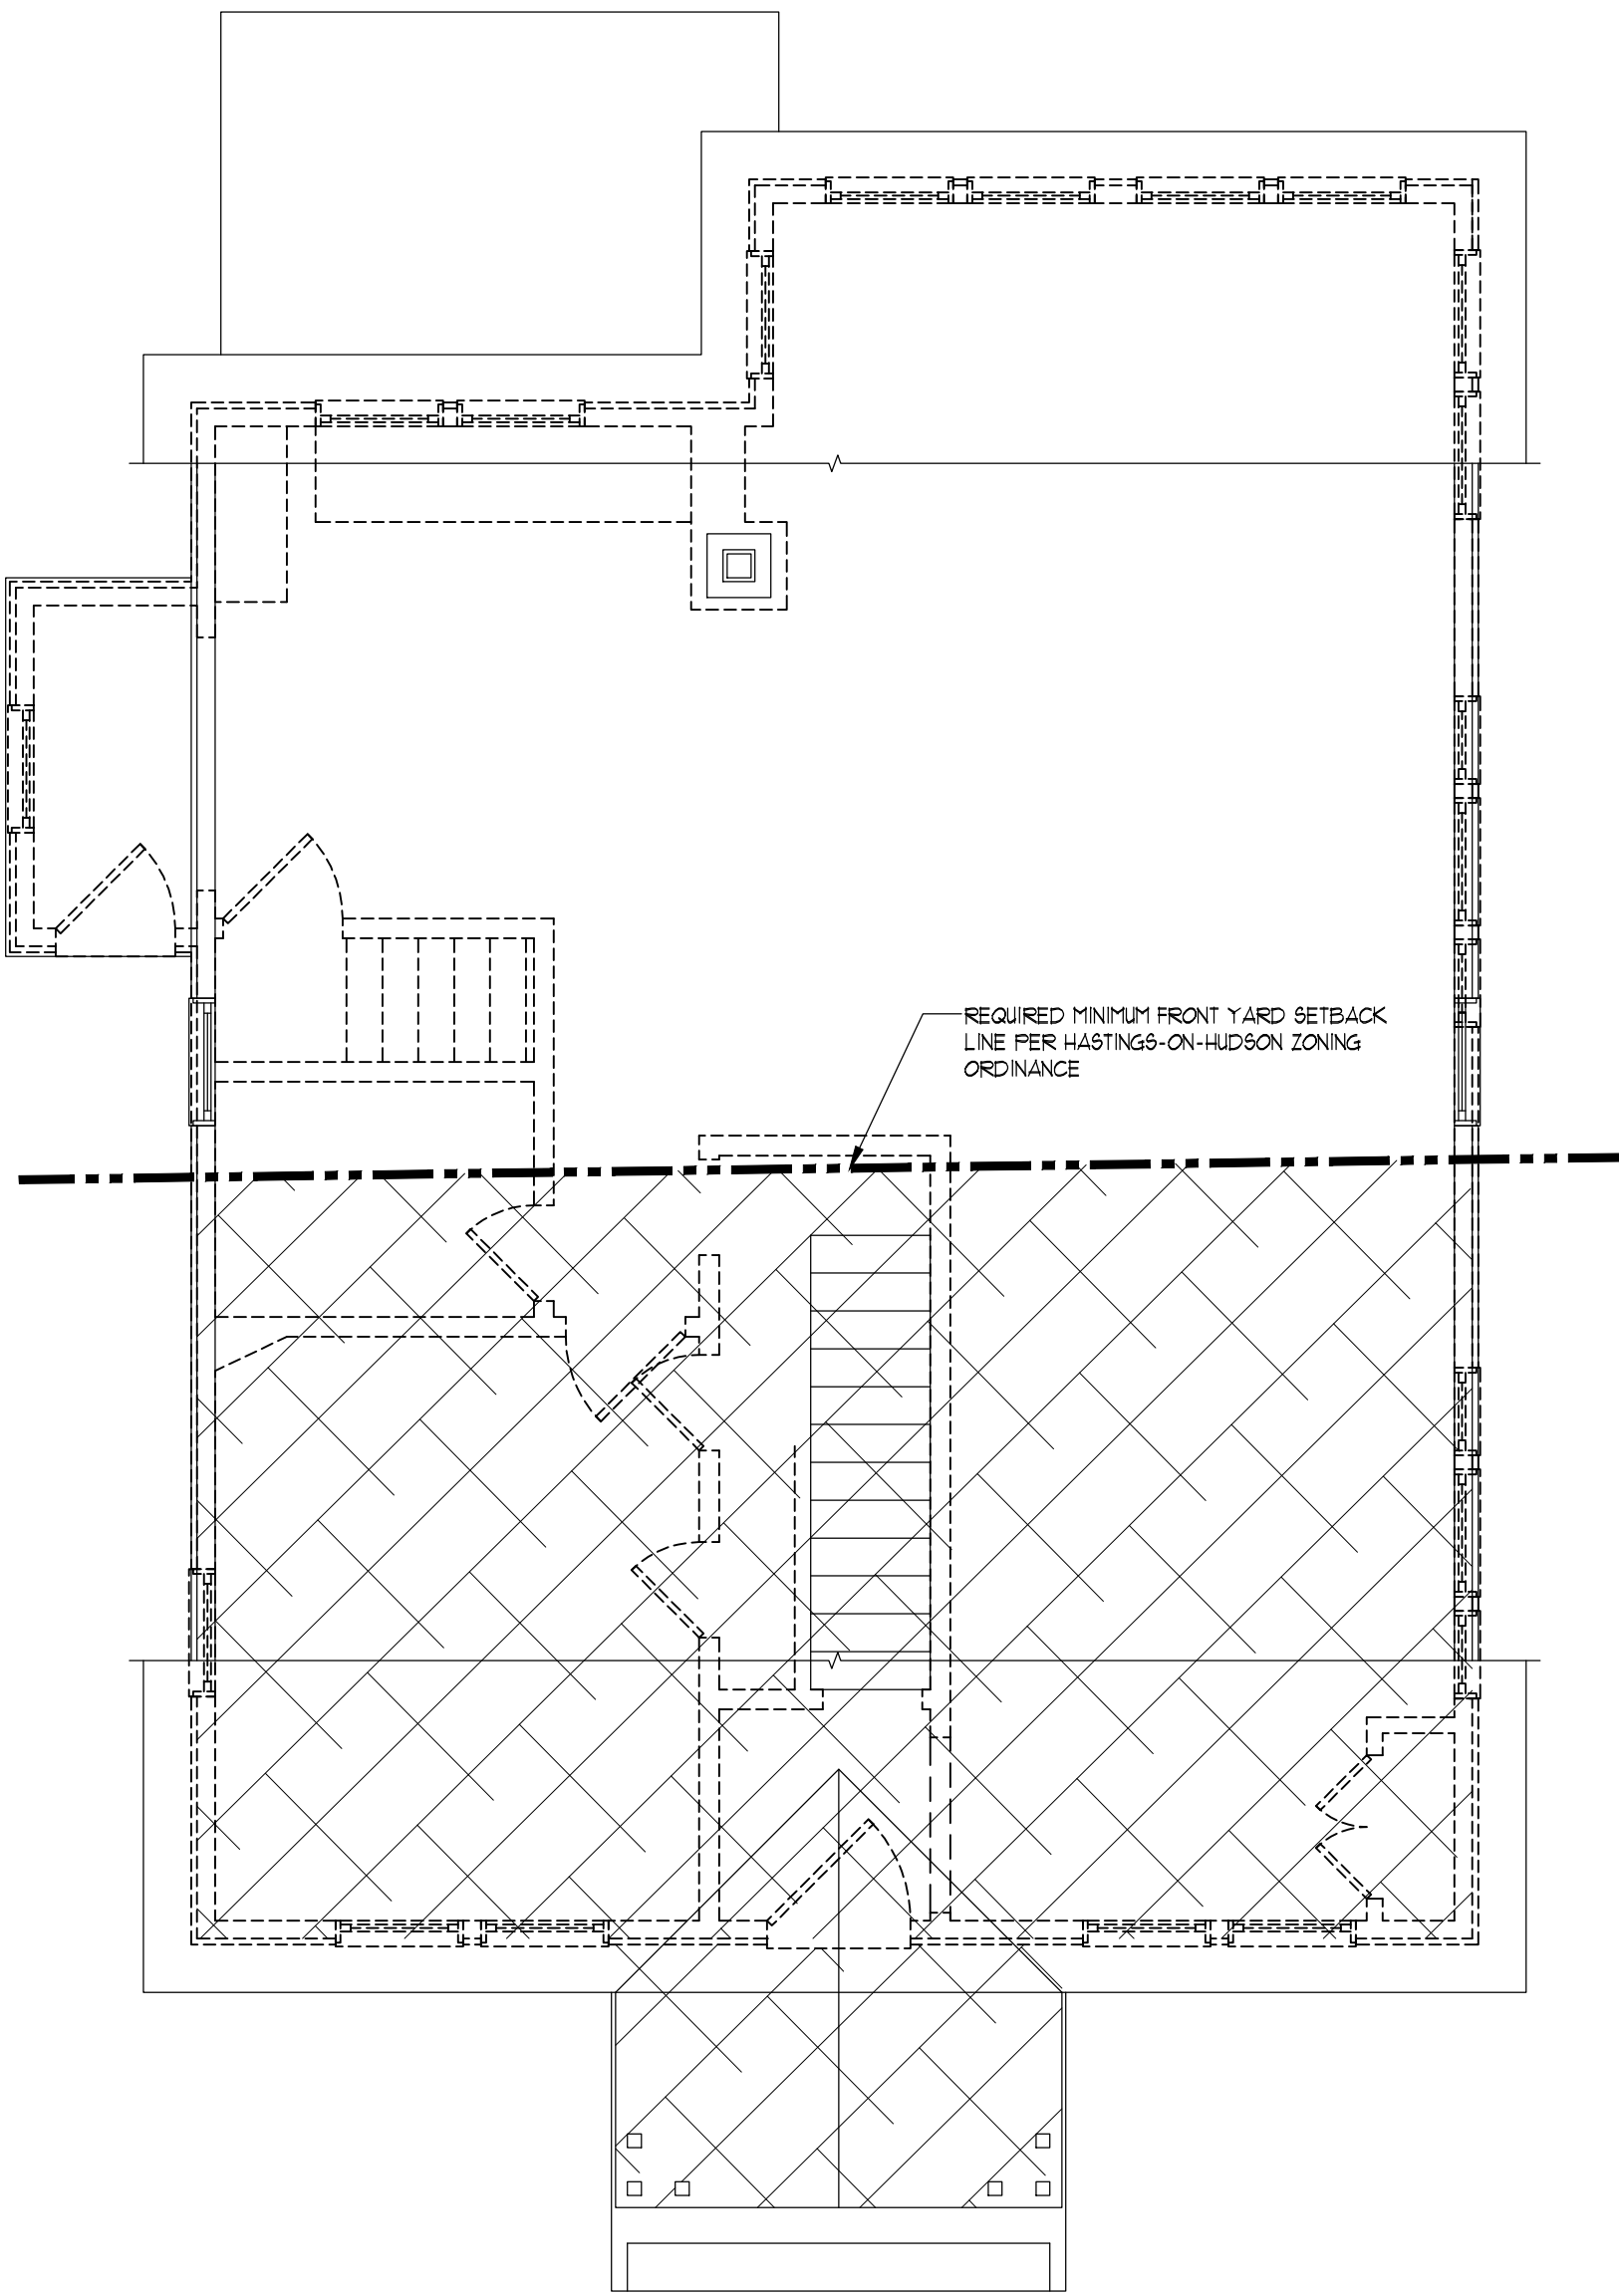 REQUIRED MINIMUM FRONT YARD SETBACK
LINE PER HASTINGS-ON-HUDSON ZONING
ORDINANCE